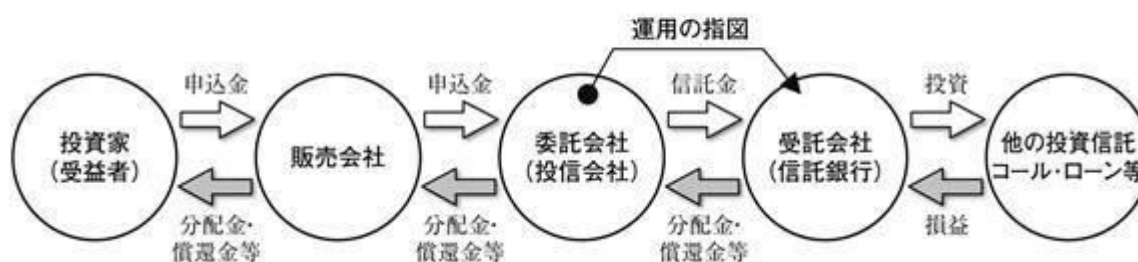 運用の指図
申込金
申込金
信託金
投資
投資家
(受益者)
販売会社
委託会社
(投信会社)
受託会社
(信託銀行)
他の投資信託
コール・ローン等
分配金・
償還金等
分配金・
償還金等
分配金・
償還金等
損益